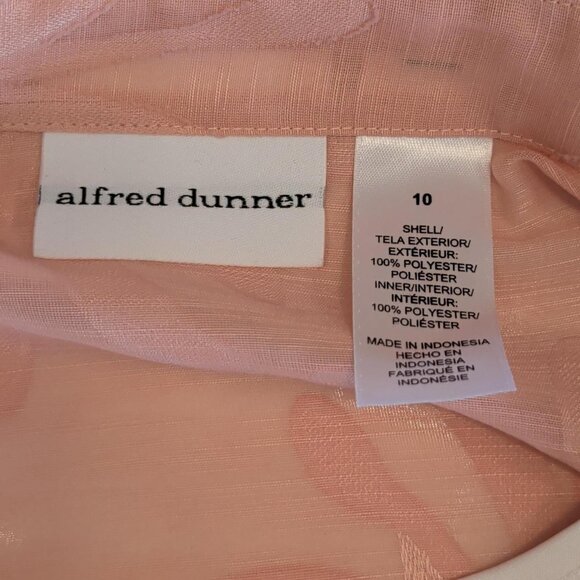 alfred dunner
10
SHELL/
TELA EXTERIOR/
EXTÉRIEUR:
100% POLYESTER/
POLIÉSTER
INNER/INTERIOR/
INTÉRIEUR:
100% POLYESTER/
POLIÉSTER
MADE IN INDONESIA
HECHO EN
INDONESIA
FABRIQUÉ EN
INDONÉSIE